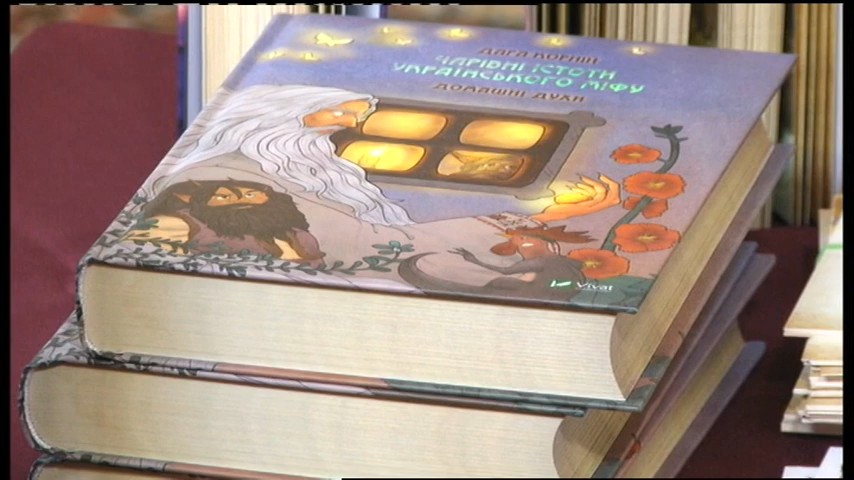 ДАРА КОРНІЙ
ЧАРІВНІ ІСТОТИ
УКРАЇНСЬКОГО МІФУ
ДОМАШНІ ДУХИ
Vivat